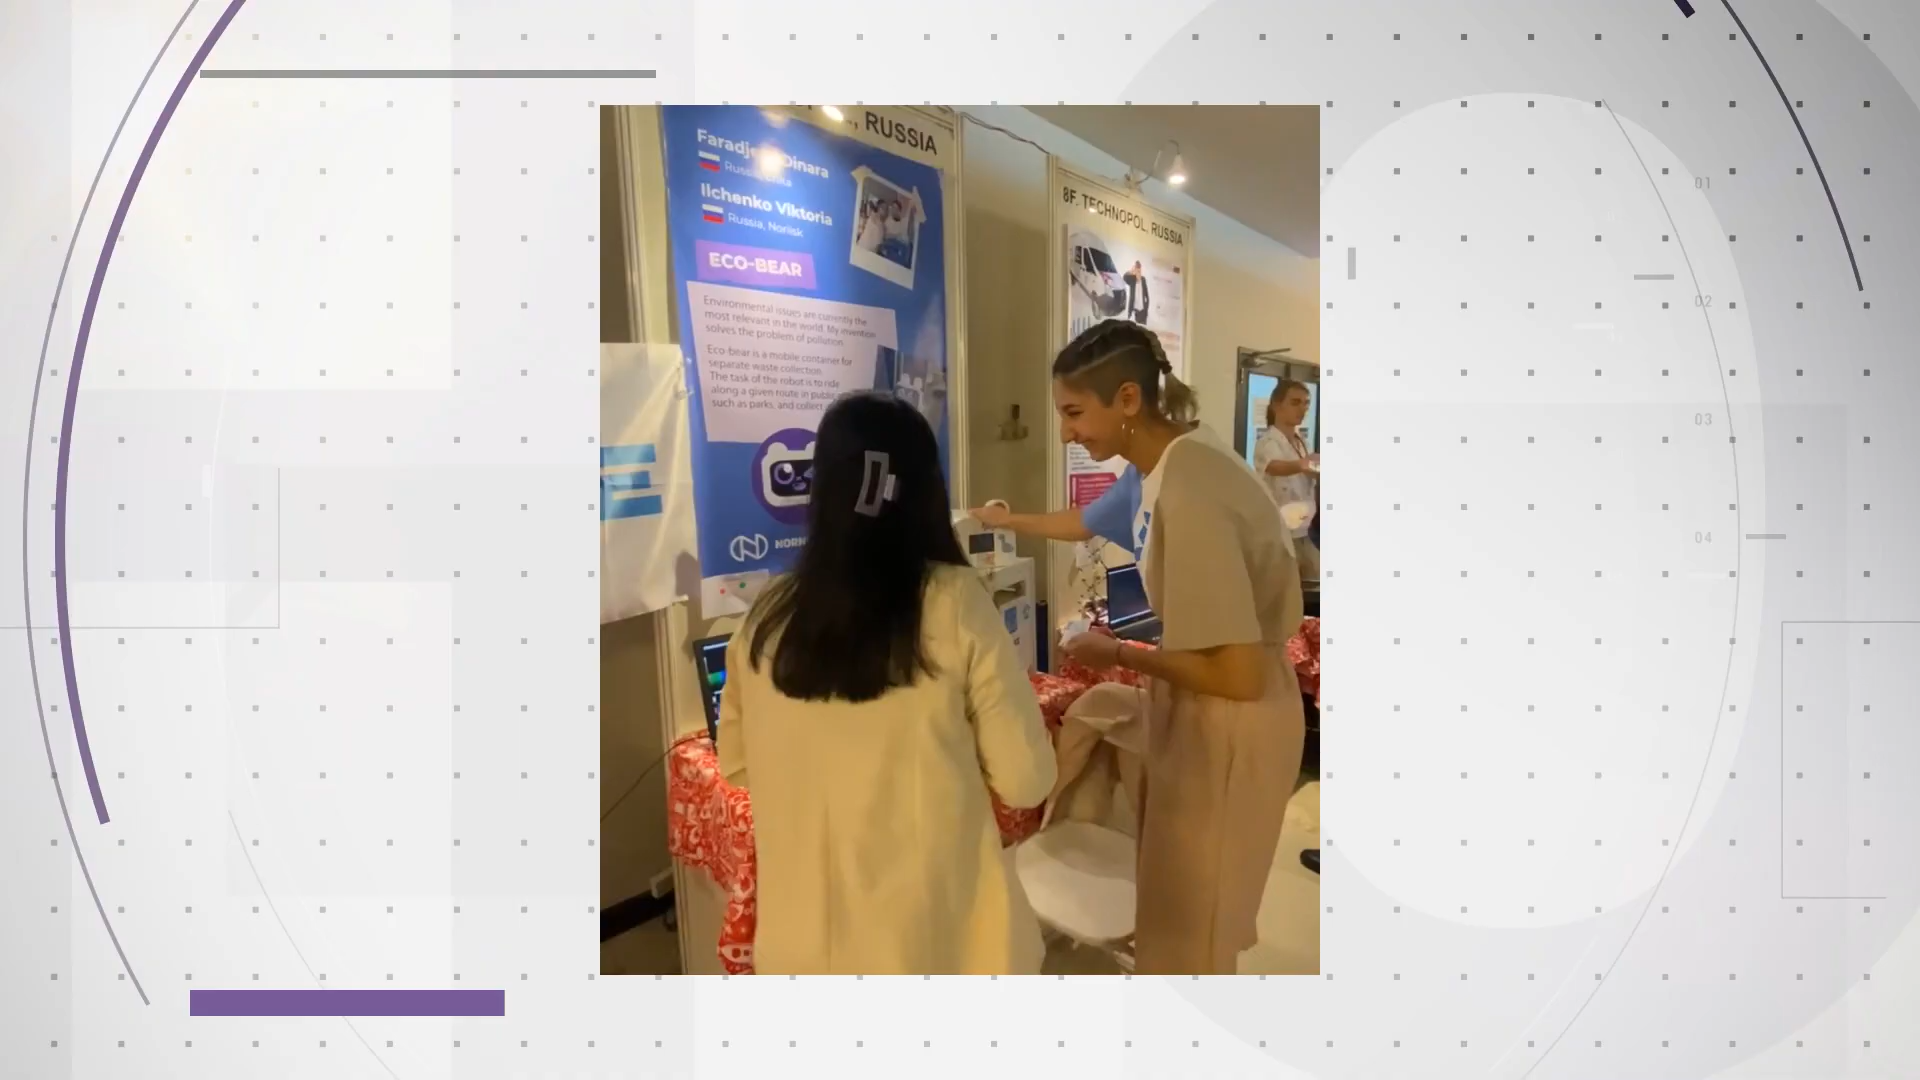 , RUSSIA
Dinara
Russia,
Ilchenko Viktoria
Russia, Norilsk
ECO-BEAR
Environmental issues are currently the
most relevant in the world. My invention
solves the problem of pollution.
Eco-bear is a mobile container for
separate waste collection.
The task of the robot is to ride
along a given route in public
such as parks, and collect
8F. TECHNOPOL, RUSSIA
01
02
03
04